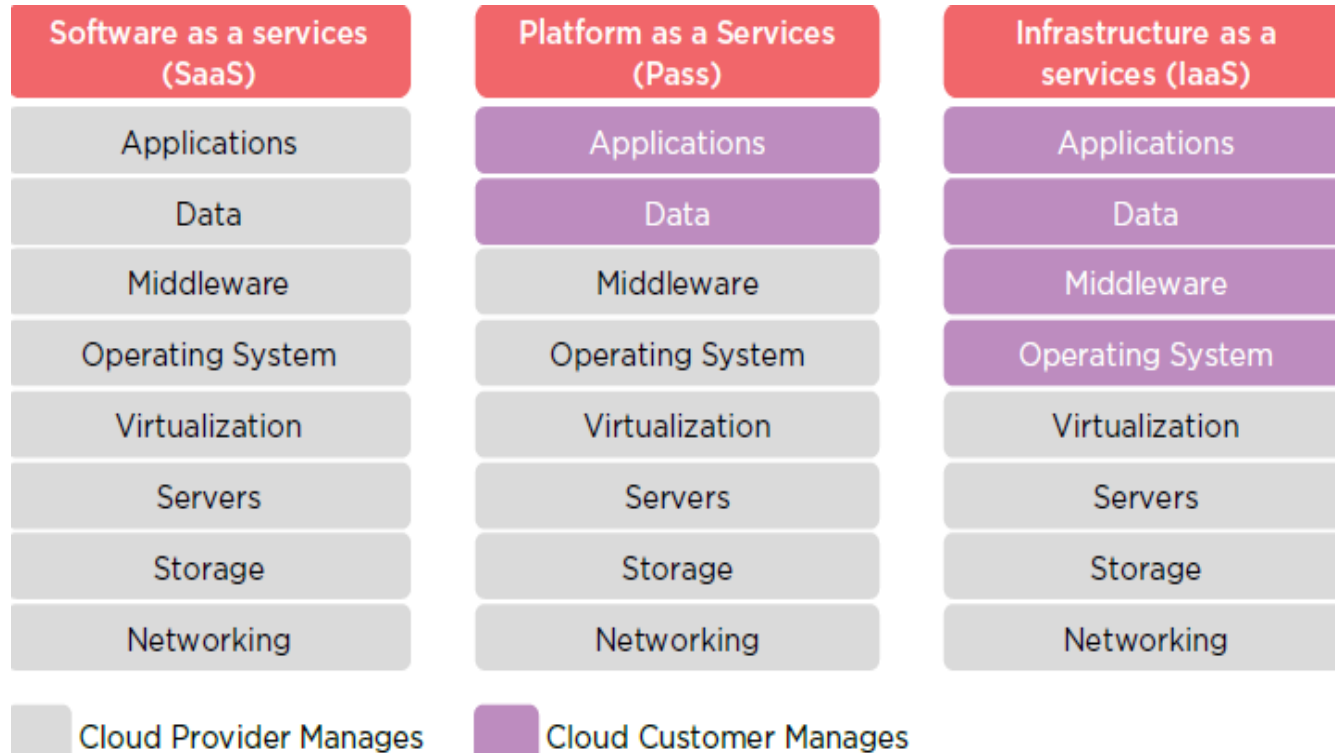 Software as a services
(SaaS)
Applications
Data
Middleware
Operating System
Virtualization
Servers
Storage
Networking
Platform as a Services
(Pass)
Applications
Data
Middleware
Operating System
Virtualization
Servers
Storage
Networking
Infrastructure as a
services (IaaS)
Applications
Data
Middleware
Operating System
Virtualization
Servers
Storage
Networking
Cloud Provider Manages
Cloud Customer Manages